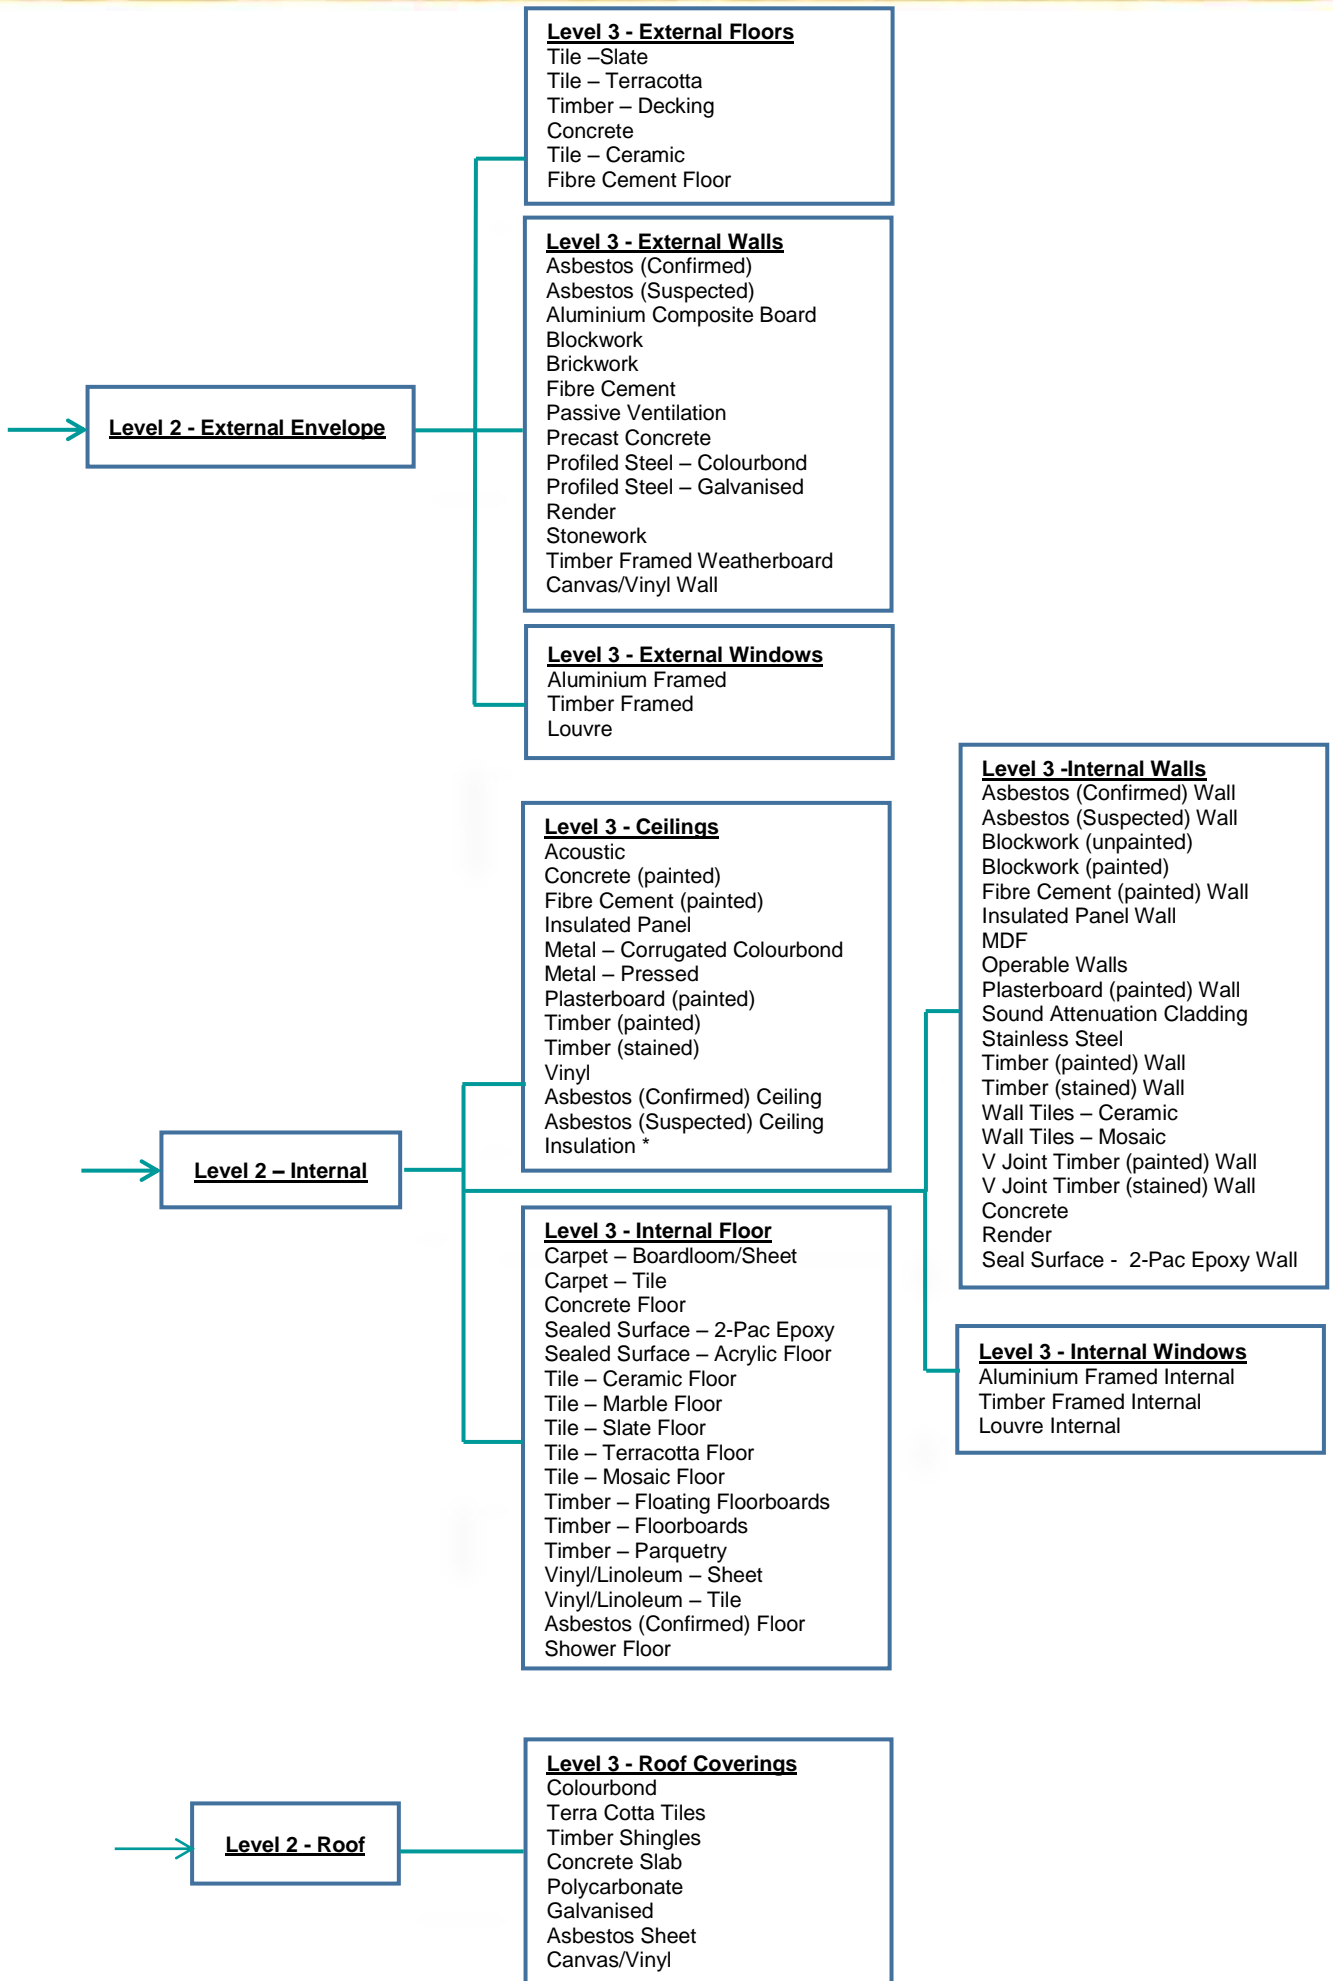 Level 3 - External Floors
Tile –Slate
Tile – Terracotta
Timber – Decking
Concrete
Tile – Ceramic
Fibre Cement Floor
Level 2 - External Envelope
Level 3 - External Walls
Asbestos (Confirmed)
Asbestos (Suspected)
Aluminium Composite Board
Blockwork
Brickwork
Fibre Cement
Passive Ventilation
Precast Concrete
Profiled Steel – Colourbond
Profiled Steel – Galvanised
Render
Stonework
Timber Framed Weatherboard
Canvas/Vinyl Wall
Level 3 - External Windows
Aluminium Framed
Timber Framed
Louvre
Level 2 – Internal
Level 3 - Ceilings
Acoustic
Concrete (painted)
Fibre Cement (painted)
Insulated Panel
Metal – Corrugated Colourbond
Metal – Pressed
Plasterboard (painted)
Timber (painted)
Timber (stained)
Vinyl
Asbestos (Confirmed) Ceiling
Asbestos (Suspected) Ceiling
Insulation *
Level 3 - Internal Floor
Carpet – Boardloom/Sheet
Carpet – Tile
Concrete Floor
Sealed Surface – 2-Pac Epoxy
Sealed Surface – Acrylic Floor
Tile – Ceramic Floor
Tile – Marble Floor
Tile – Slate Floor
Tile – Terracotta Floor
Tile – Mosaic Floor
Timber – Floating Floorboards
Timber – Floorboards
Timber – Parquetry
Vinyl/Linoleum – Sheet
Vinyl/Linoleum – Tile
Asbestos (Confirmed) Floor
Shower Floor
Level 3 -Internal Walls
Asbestos (Confirmed) Wall
Asbestos (Suspected) Wall
Blockwork (unpainted)
Blockwork (painted)
Fibre Cement (painted) Wall
Insulated Panel Wall
MDF
Operable Walls
Plasterboard (painted) Wall
Sound Attenuation Cladding
Stainless Steel
Timber (painted) Wall
Timber (stained) Wall
Wall Tiles – Ceramic
Wall Tiles – Mosaic
V Joint Timber (painted) Wall
V Joint Timber (stained) Wall
Concrete
Render
Seal Surface - 2-Pac Epoxy Wall
Level 3 - Internal Windows
Aluminium Framed Internal
Timber Framed Internal
Louvre Internal
Level 2 - Roof
Level 3 - Roof Coverings
Colourbond
Terra Cotta Tiles
Timber Shingles
Concrete Slab
Polycarbonate
Galvanised
Asbestos Sheet
Canvas/Vinyl